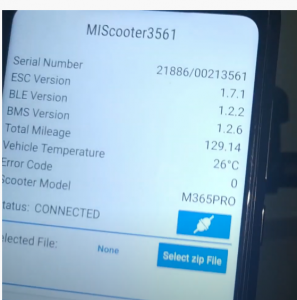 MIScooter3561
Serial Number 21886/00213561
ESC Version 1.7.1
BLE Version 1.2.2
BMS Version 1.2.6
Total Mileage 129.14
Vehicle Temperature 26°C
Error Code 0
Scooter Model M365PRO
tatus: CONNECTED
elected File: None Select zip File